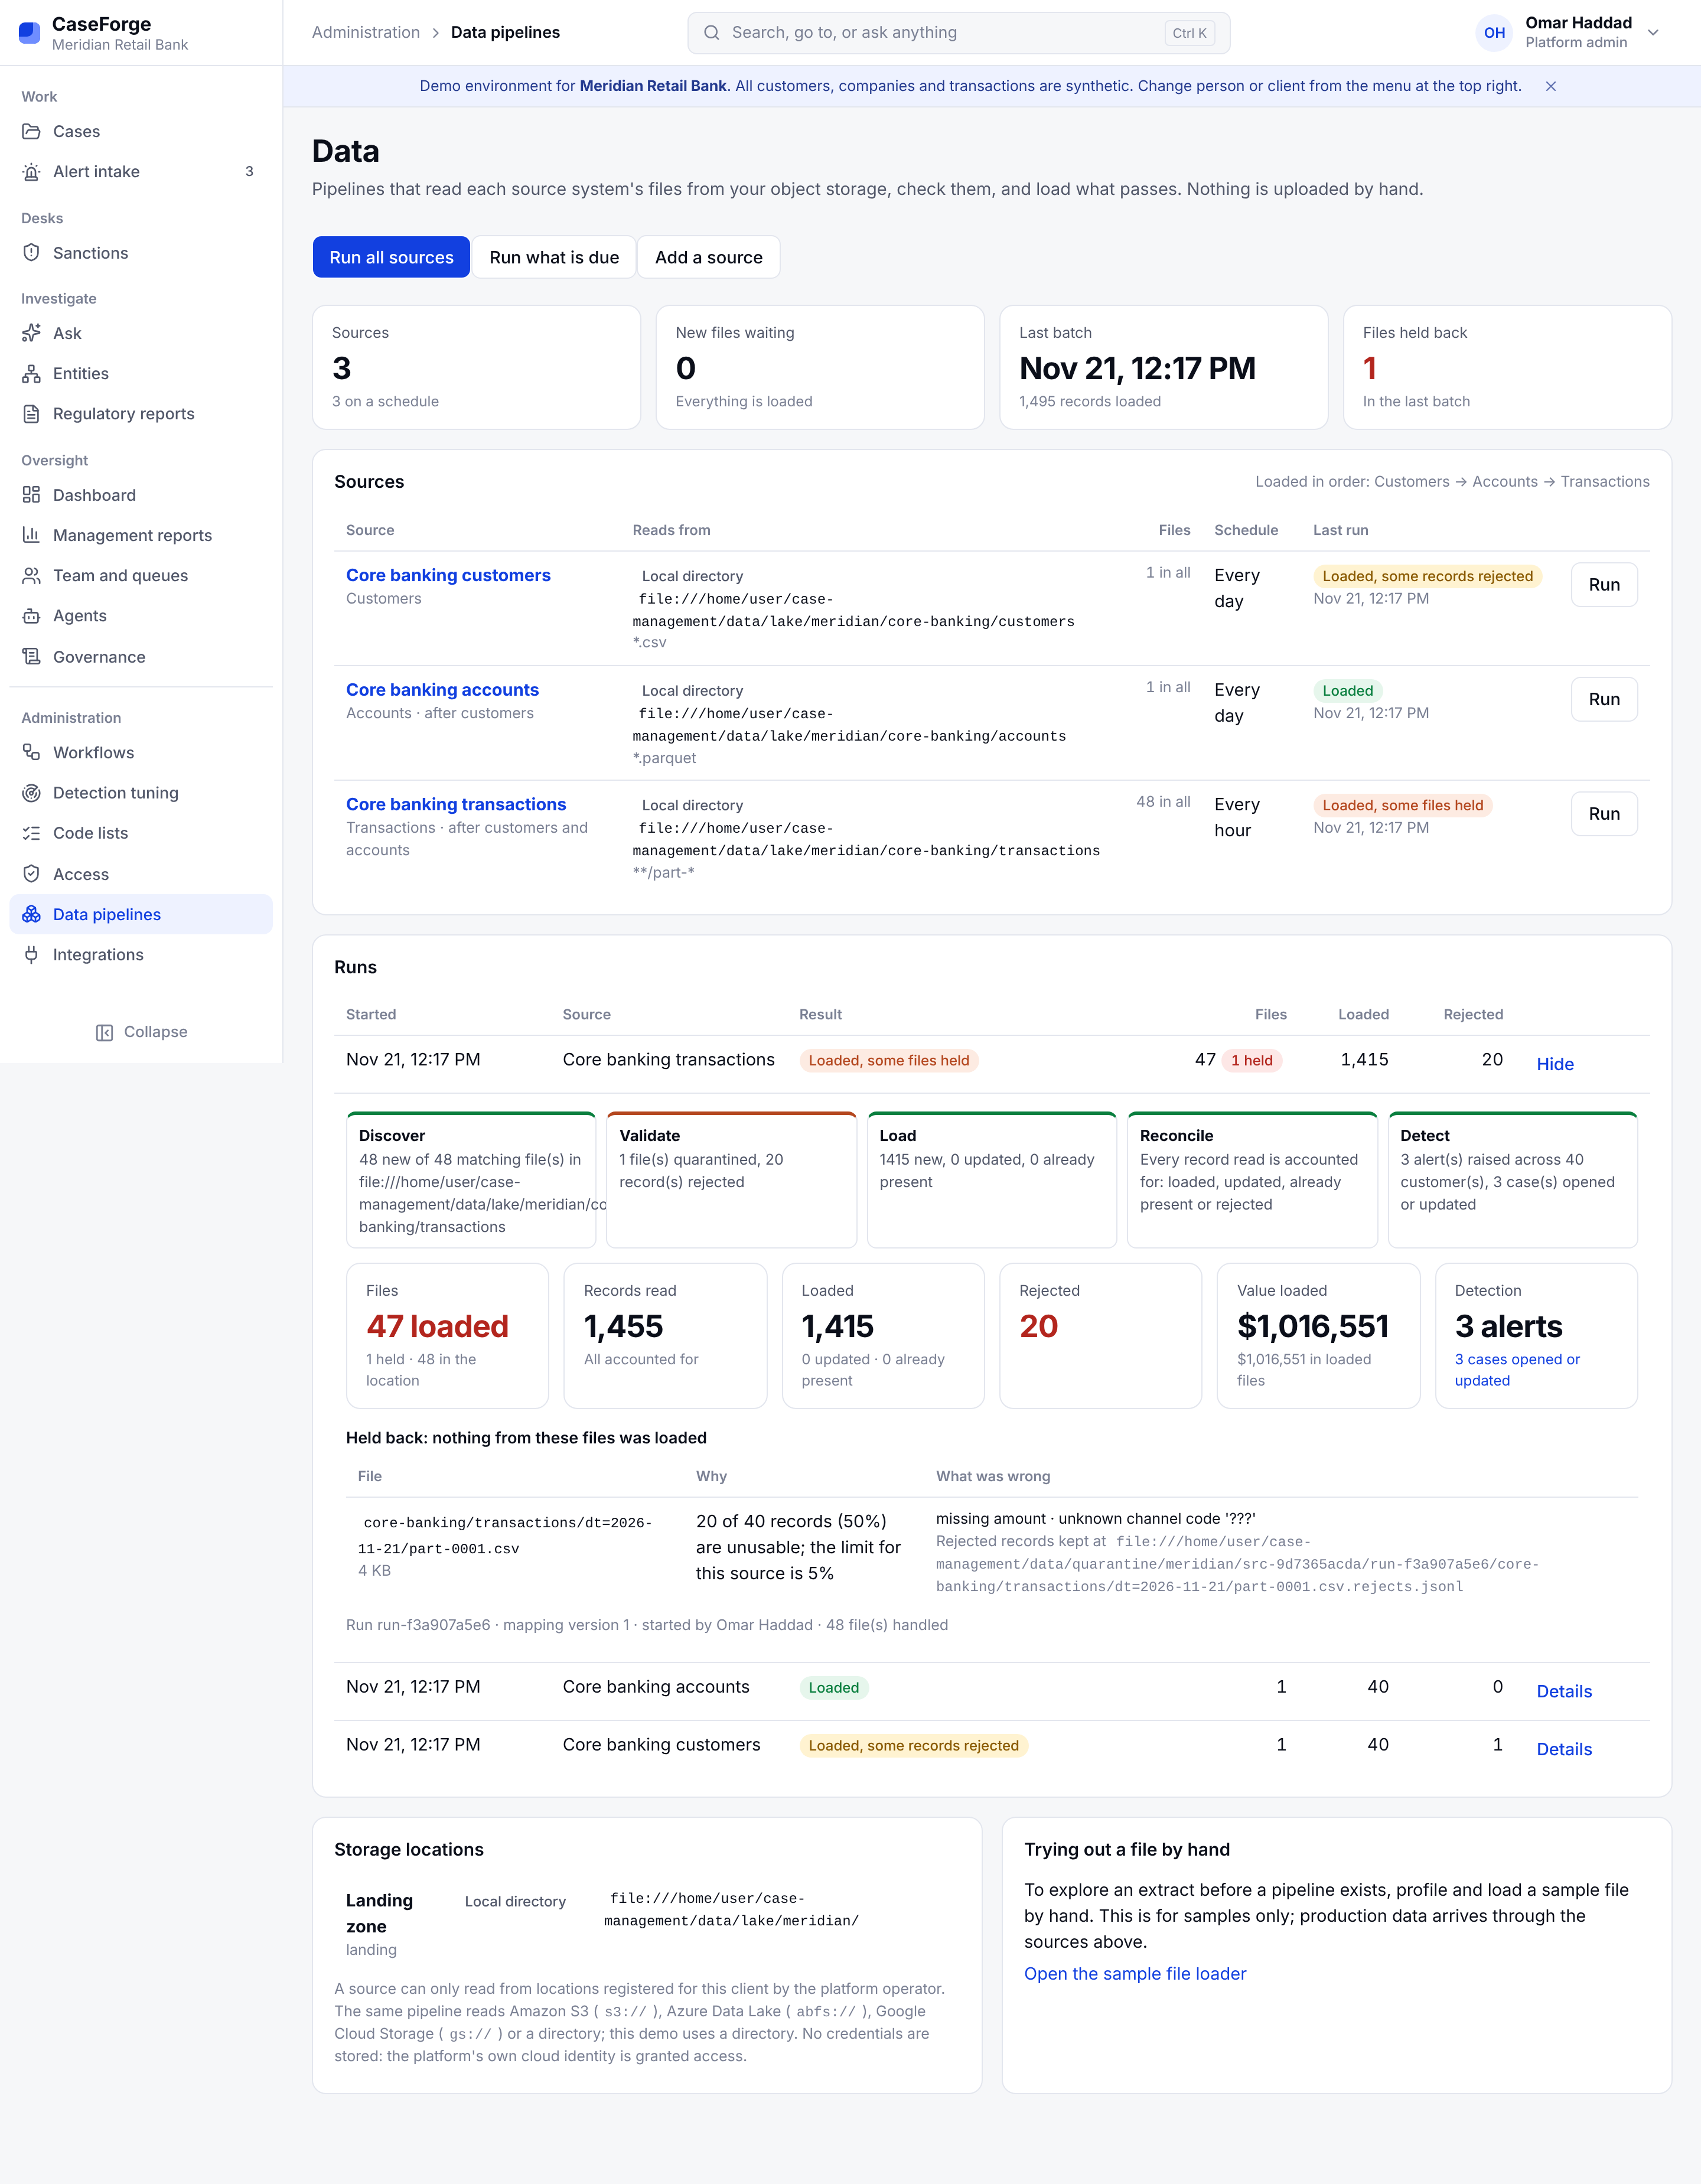 CaseForge
Meridian Retail Bank
Administration > Data pipelines
Search, go to, or ask anything
Ctrl K
OH
Omar Haddad
Platform admin
Demo environment for Meridian Retail Bank. All customers, companies and transactions are synthetic. Change person or client from the menu at the top right.
Work
Cases
Alert intake 3
Desks
Sanctions
Investigate
Ask
Entities
Regulatory reports
Oversight
Dashboard
Management reports
Team and queues
Agents
Governance
Administration
Workflows
Detection tuning
Code lists
Access
Data pipelines
Integrations
Collapse
Data
Pipelines that read each source system's files from your object storage, check them, and load what passes. Nothing is uploaded by hand.
Run all sources
Run what is due
Add a source
Sources
3
3 on a schedule
New files waiting
0
Everything is loaded
Last batch
Nov 21, 12:17 PM
1,495 records loaded
Files held back
1
In the last batch
Sources
Loaded in order: Customers → Accounts → Transactions
Source Reads from Files Schedule Last run
Core banking customers
Customers
Local directory
file:///home/user/case-
management/data/lake/meridian/core-banking/customers
*.csv
1 in all
Every
day
Loaded, some records rejected
Nov 21, 12:17 PM
Run
Core banking accounts
Accounts · after customers
Local directory
file:///home/user/case-
management/data/lake/meridian/core-banking/accounts
*.parquet
1 in all
Every
day
Loaded
Nov 21, 12:17 PM
Run
Core banking transactions
Transactions · after customers and
accounts
Local directory
file:///home/user/case-
management/data/lake/meridian/core-banking/transactions
**/part-*
48 in all
Every
hour
Loaded, some files held
Nov 21, 12:17 PM
Run
Runs
Started Source Result Files Loaded Rejected
Nov 21, 12:17 PM Core banking transactions Loaded, some files held 47 1 held 1,415 20 Hide
Discover
48 new of 48 matching file(s) in
file:///home/user/case-
management/data/lake/meridian/co
banking/transactions
Validate
1 file(s) quarantined, 20
record(s) rejected
Load
1415 new, 0 updated, 0 already
present
Reconcile
Every record read is accounted
for: loaded, updated, already
present or rejected
Detect
3 alert(s) raised across 40
customer(s), 3 case(s) opened
or updated
Files
47 loaded
1 held · 48 in the
location
Records read
1,455
All accounted for
Loaded
1,415
0 updated · 0 already
present
Rejected
20
Value loaded
$1,016,551
$1,016,551 in loaded
files
Detection
3 alerts
3 cases opened or
updated
Held back: nothing from these files was loaded
File Why What was wrong
core-banking/transactions/dt=2026-
11-21/part-0001.csv
4 KB
20 of 40 records (50%)
are unusable; the limit for
this source is 5%
missing amount · unknown channel code '???'
Rejected records kept at file:///home/user/case-
management/data/quarantine/meridian/src-9d7365acda/run-f3a907a5e6/core-
banking/transactions/dt=2026-11-21/part-0001.csv.rejects.jsonl
Run run-f3a907a5e6 · mapping version 1 · started by Omar Haddad · 48 file(s) handled
Nov 21, 12:17 PM Core banking accounts Loaded 1 40 0 Details
Nov 21, 12:17 PM Core banking customers Loaded, some records rejected 1 40 1 Details
Storage locations
Landing
zone
landing
Local directory
file:///home/user/case-
management/data/lake/meridian/
A source can only read from locations registered for this client by the platform operator.
The same pipeline reads Amazon S3 ( s3:// ), Azure Data Lake ( abfs:// ), Google
Cloud Storage ( gs:// ) or a directory; this demo uses a directory. No credentials are
stored: the platform's own cloud identity is granted access.
Trying out a file by hand
To explore an extract before a pipeline exists, profile and load a sample file
by hand. This is for samples only; production data arrives through the
sources above.
Open the sample file loader